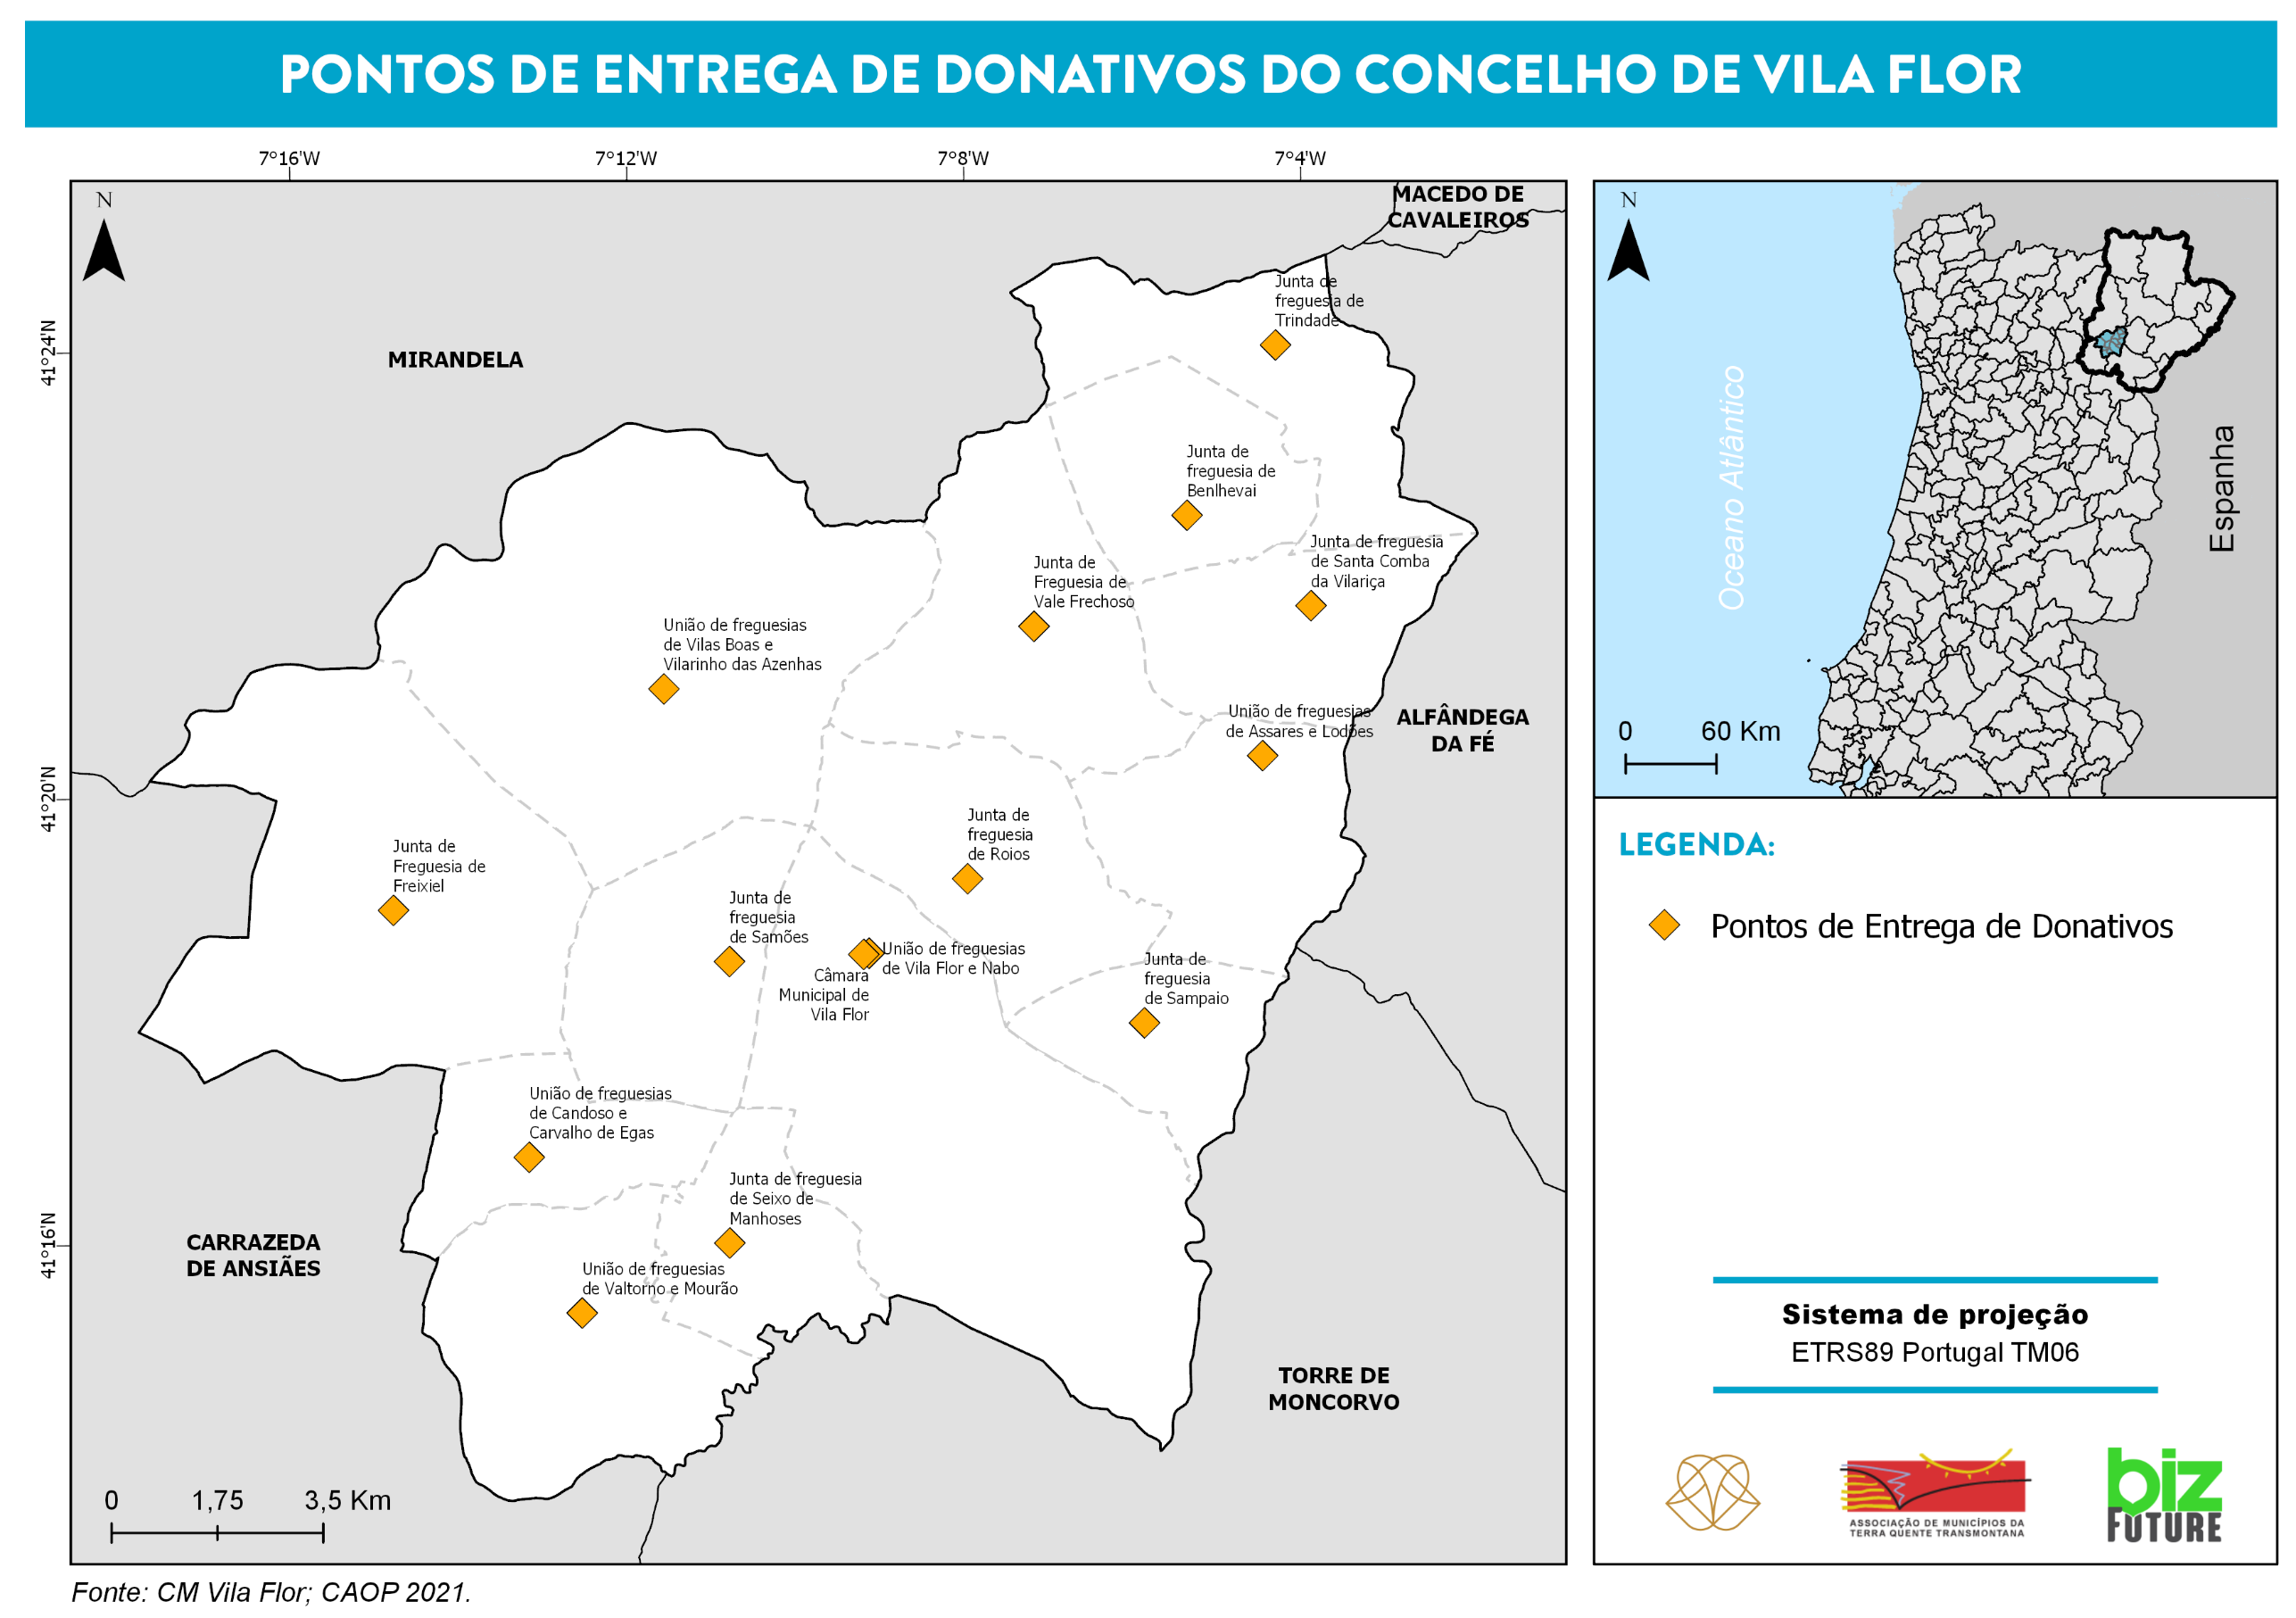 PONTOS DE ENTREGA DE DONATIVOS DO CONCELHO DE VILA FLOR
7°16'W
7°12'W
7°8'W
7°4'W
41°24'N
41°20'N
41°16'N
N
MACEDO DE
CAVALEIROS
MIRANDELA
ALFÂNDEGA
DA FÉ
CARRAZEDA
DE ANSIÃES
TORRE DE
MONCORVO
Junta de
freguesia de
Trindade
Junta de
freguesia de
Benlhevai
Junta de freguesia
de Santa Comba
da Vilariça
Junta de
Freguesia de
Vale Frechoso
União de freguesias
de Vilas Boas e
Vilarinho das Azenhas
União de freguesias
de Assares e Lodões
Junta de
freguesia
de Roios
Junta de
Freguesia de
Freixiel
Junta de
freguesia
de Samões
União de freguesias
de Vila Flor e Nabo
Câmara
Municipal de
Vila Flor
Junta de
freguesia
de Sampaio
União de freguesias
de Candoso e
Carvalho de Egas
Junta de freguesia
de Seixo de
Manhoses
União de freguesias
de Valtorno e Mourão
0 1,75 3,5 Km
N
Oceano Atlântico
Espanha
0 60 Km
LEGENDA:
Pontos de Entrega de Donativos
Sistema de projeção
ETRS89 Portugal TM06
ASSOCIAÇÃO DE MUNICÍPIOS DA
TERRA QUENTE TRANSMONTANA
biz
FUTURE
Fonte: CM Vila Flor; CAOP 2021.